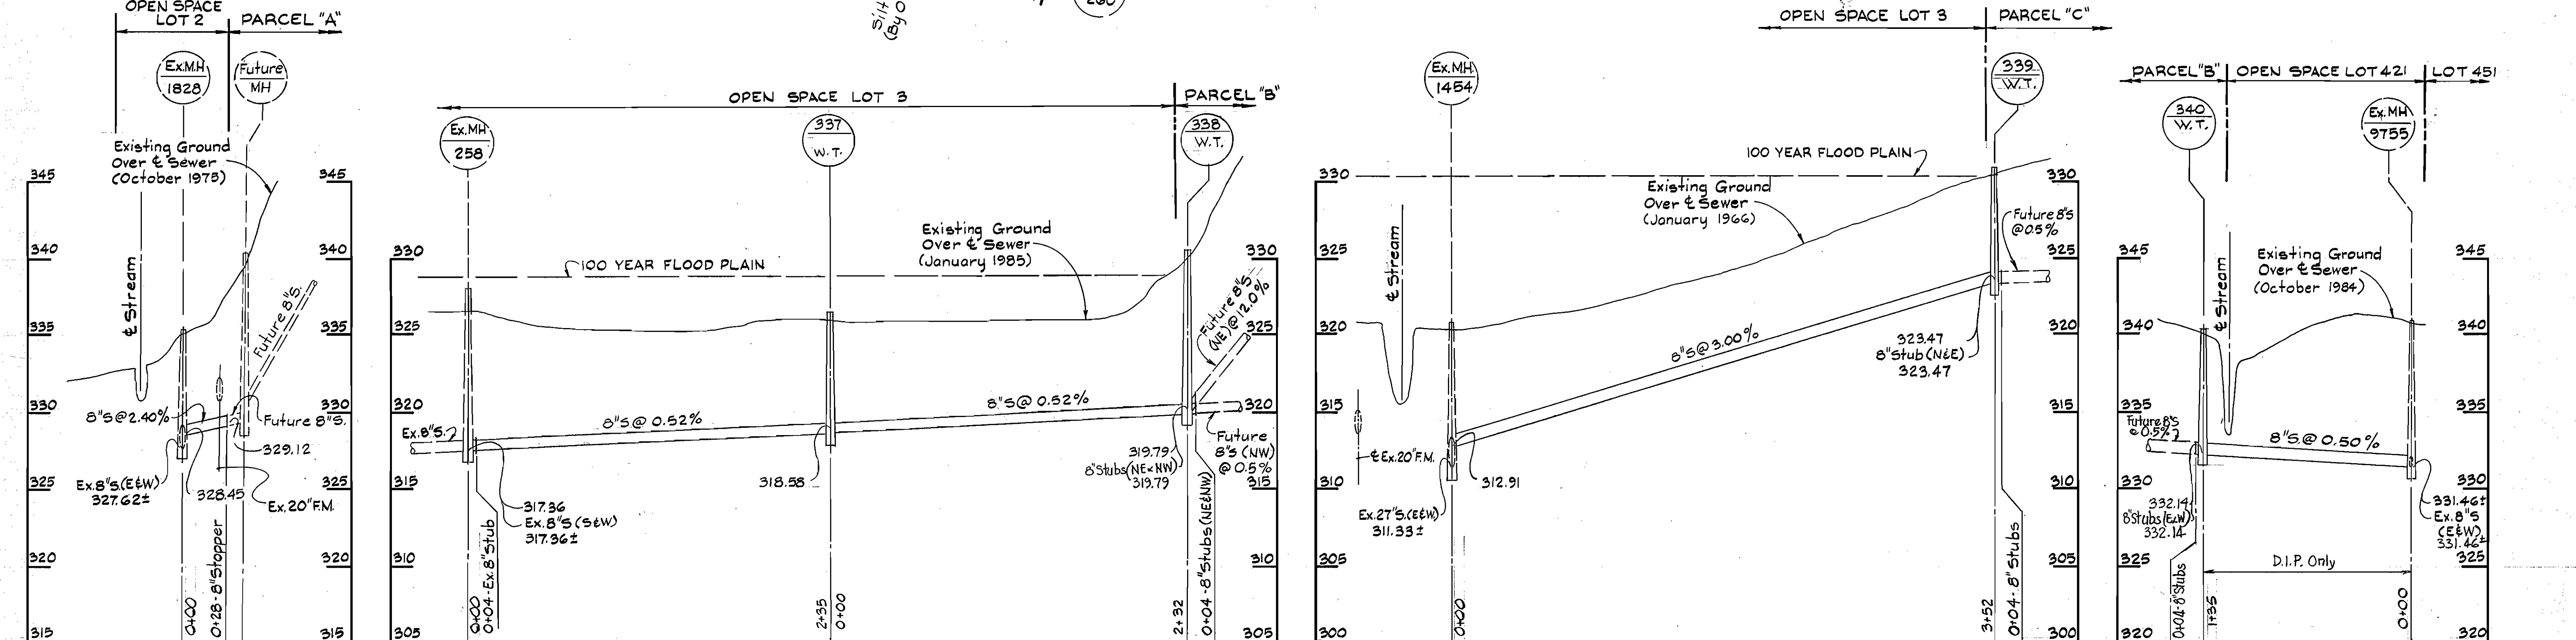 OPEN SPACE
LOT 2
PARCEL "A"
Ex.MH
1828
Future
MH
Existing Ground
Over ℄ Sewer
(October 1975)
345
340
335
330
325
320
315
345
340
335
330
325
320
315
℄ Stream
8"S@2.40%
Future 8"S.
Future 8"S.
329.12
Ex.8"S.(E&W)
327.62±
328.45
Ex.20"F.M.
0+00
0+28-8"Stopper
Silt
(By O
260
OPEN SPACE LOT 3
PARCEL "B"
Ex.MH
258
337
W.T.
338
W.T.
330
325
320
315
310
305
100 YEAR FLOOD PLAIN
Existing Ground
Over ℄ Sewer
(January 1985)
330
325
320
315
310
305
Future 8"S.
(NE)@12.0%
Ex.8"S.
8"S@ 0.52%
8"S@ 0.52%
317.36
Ex.8"S (S&W)
317.36±
318.58
319.79
8"Stubs(NE&NW)
319.79
Future
8"S (NW)
@ 0.5%
0+00
0+04-Ex.8"Stub
2+35
0+00
2+32
0+04-8"Stubs(NE&NW)
OPEN SPACE LOT 3
PARCEL "C"
Ex.MH
1454
339
W.T.
330
325
320
315
310
305
300
100 YEAR FLOOD PLAIN
Existing Ground
Over ℄ Sewer
(January 1966)
330
325
320
315
310
305
300
℄ Stream
Future 8"S
@0.5%
8"S@3.00%
323.47
8"Stub(N&E)
323.47
℄Ex.20"F.M.
Ex.27"S.(E&W)
311.33±
312.91
0+00
3+52
0+04-8"Stubs
PARCEL "B"
OPEN SPACE LOT 421
LOT 451
340
W.T.
Ex.MH
9755
345
340
335
330
325
320
℄ Stream
Existing Ground
Over ℄ Sewer
(October 1984)
345
340
335
330
325
320
Future 8"S
@0.5%
8"S.@ 0.50%
332.14
8"Stubs(E&W)
332.14
331.46±
Ex.8"S
(E&W)
331.46±
D.I.P. Only
0+04-8"Stubs
1+35
0+00